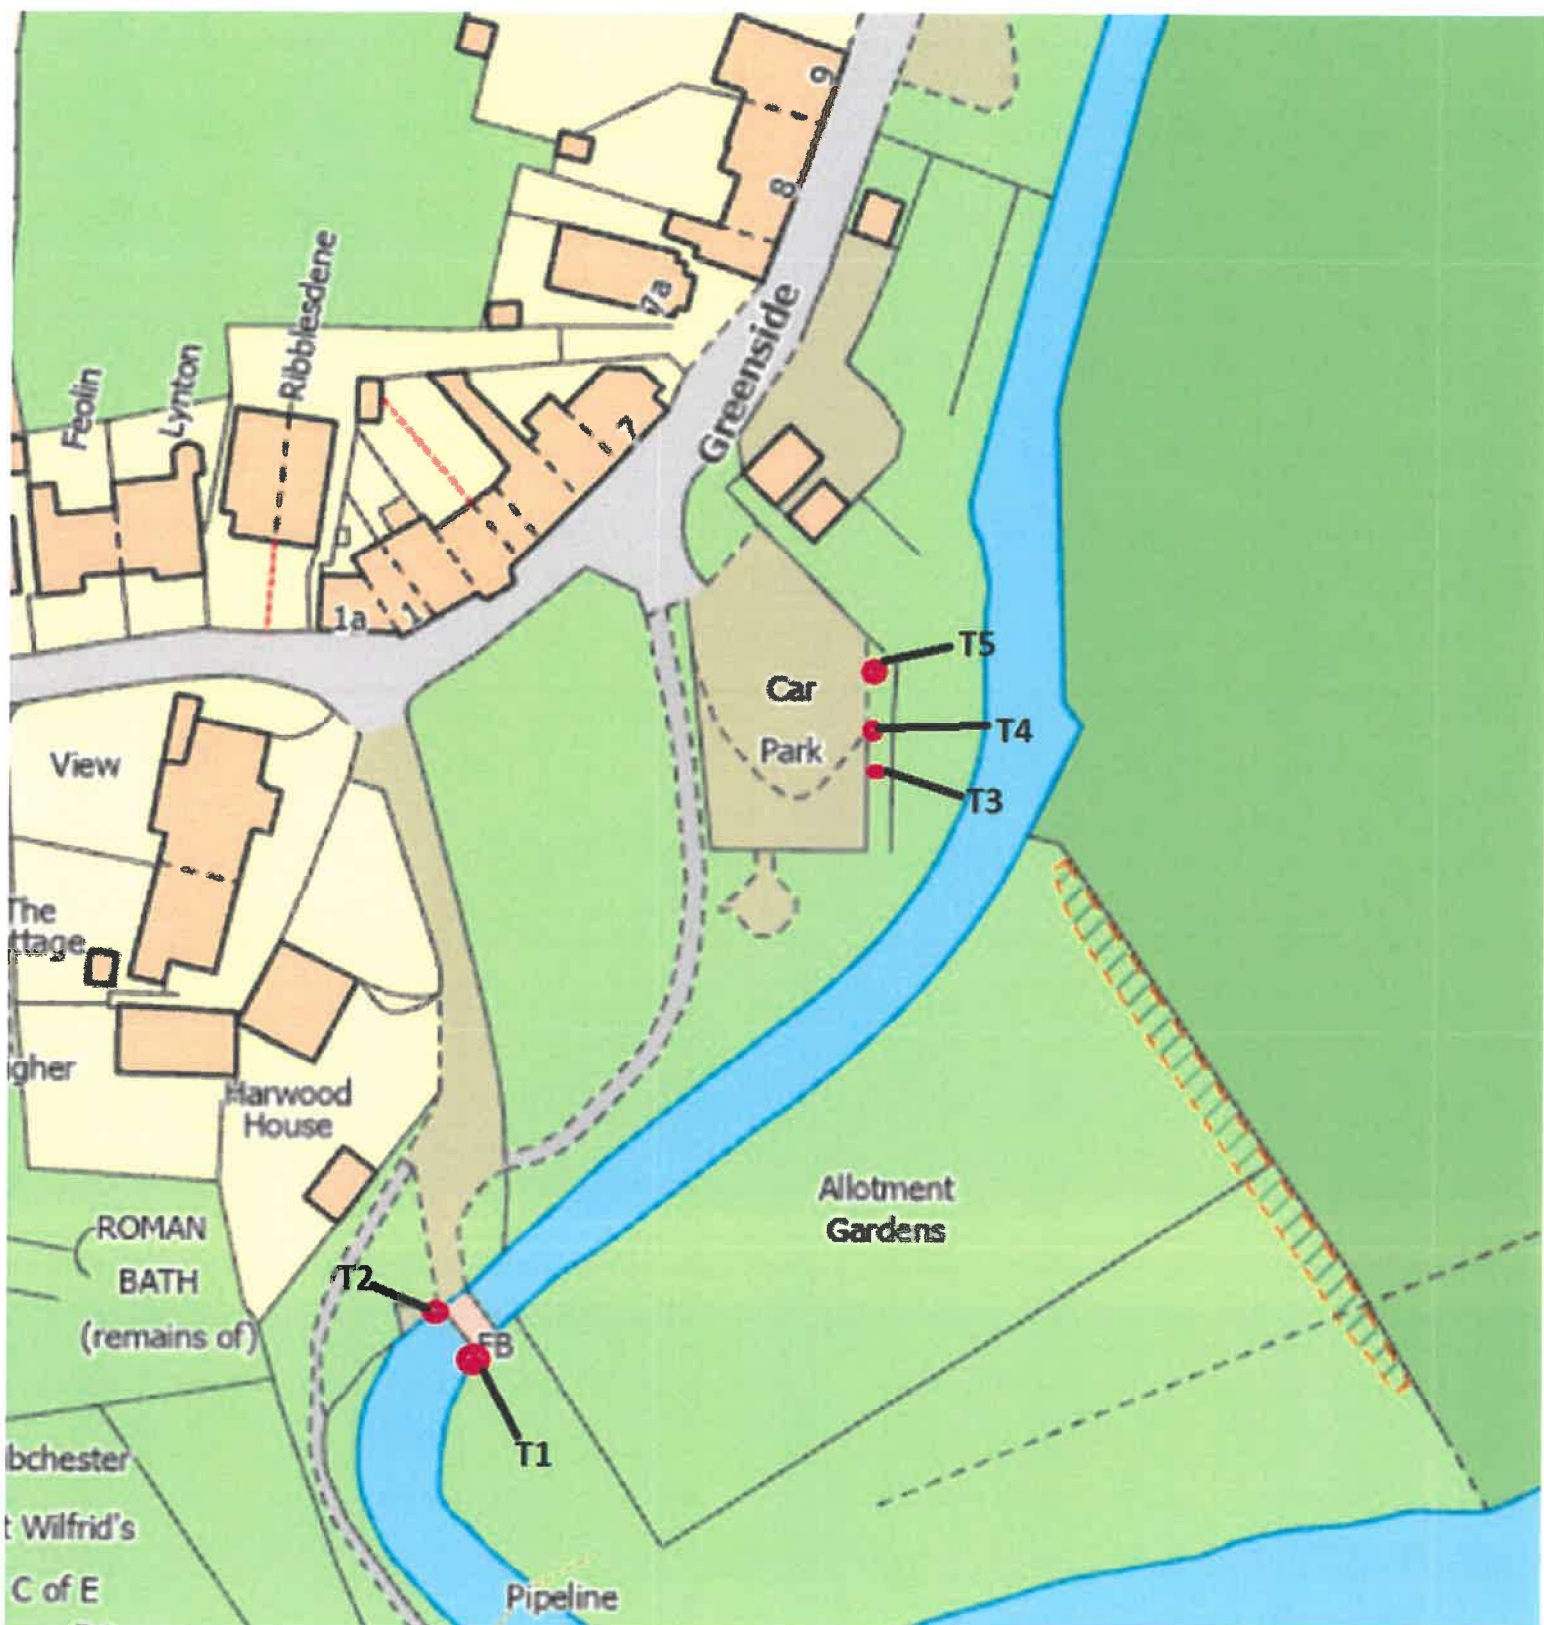 9
8
7a
Greenside
Ribblesdene
Lynton
Feolin
7
1a
1
T5
Car
T4
Park
T3
View
The
ttage
igher
Harwood
House
Allotment
Gardens
ROMAN
BATH
(remains of)
T2
FB
T1
bchester
t Wilfrid's
C of E
Pipeline